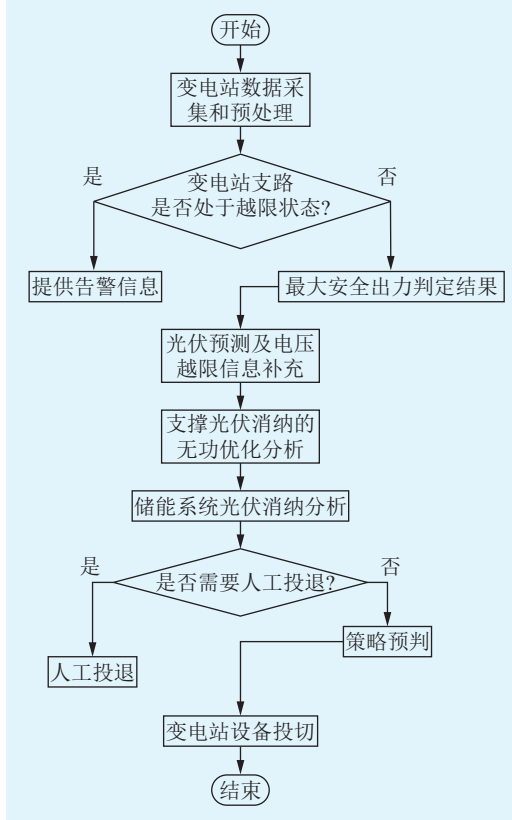 开始
变电站数据采
集和预处理
是
变电站支路
否
是否处于越限状态?
提供告警信息
最大安全出力判定结果
光伏预测及电压
越限信息补充
支撑光伏消纳的
无功优化分析
储能系统光伏消纳分析
是
是否需要人工投退?
否
人工投退
策略预判
变电站设备投切
结束